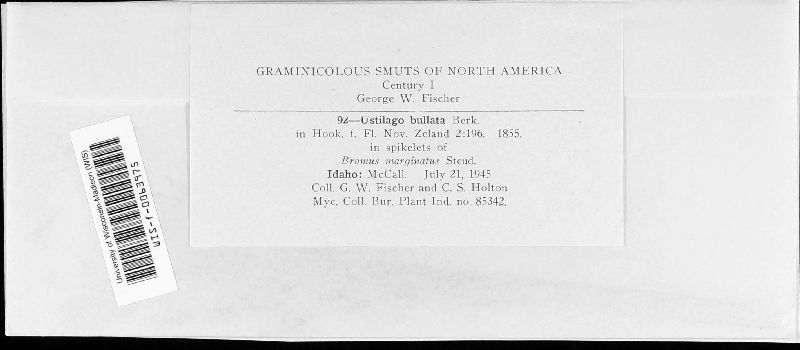 GRAMINICOLOUS SMUTS OF NORTH AMERICA
Century I
George W. Fischer
92—Ustilago bullata Berk.
in Hook. f. Fl. Nov. Zeland 2:196. 1855.
in spikelets of
Bromus marginatus Steud.
Idaho: McCall. July 21, 1945
Coll. G. W. Fischer and C. S. Holton
Myc. Coll. Bur. Plant Ind. no. 85342.
University of Wisconsin-Madison (WIS)
WIS-f-0063975